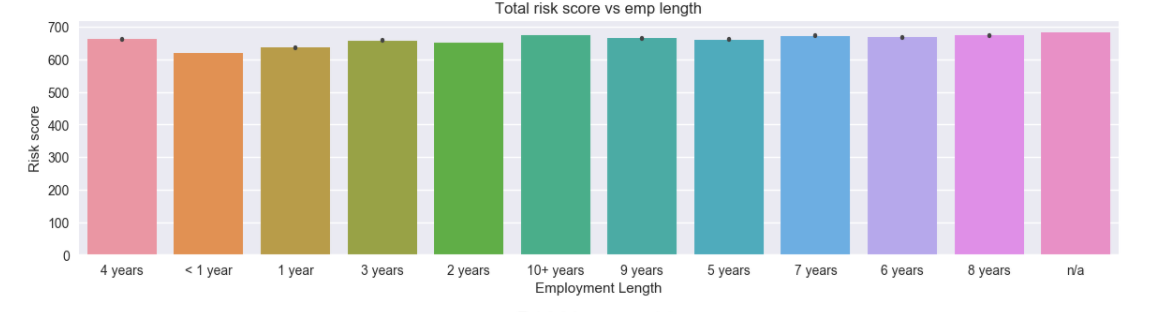 Total risk score vs emp length
700
600
500
400
300
200
100
0
Risk score
4 years < 1 year 1 year 3 years 2 years 10+ years 9 years 5 years 7 years 6 years 8 years n/a
Employment Length